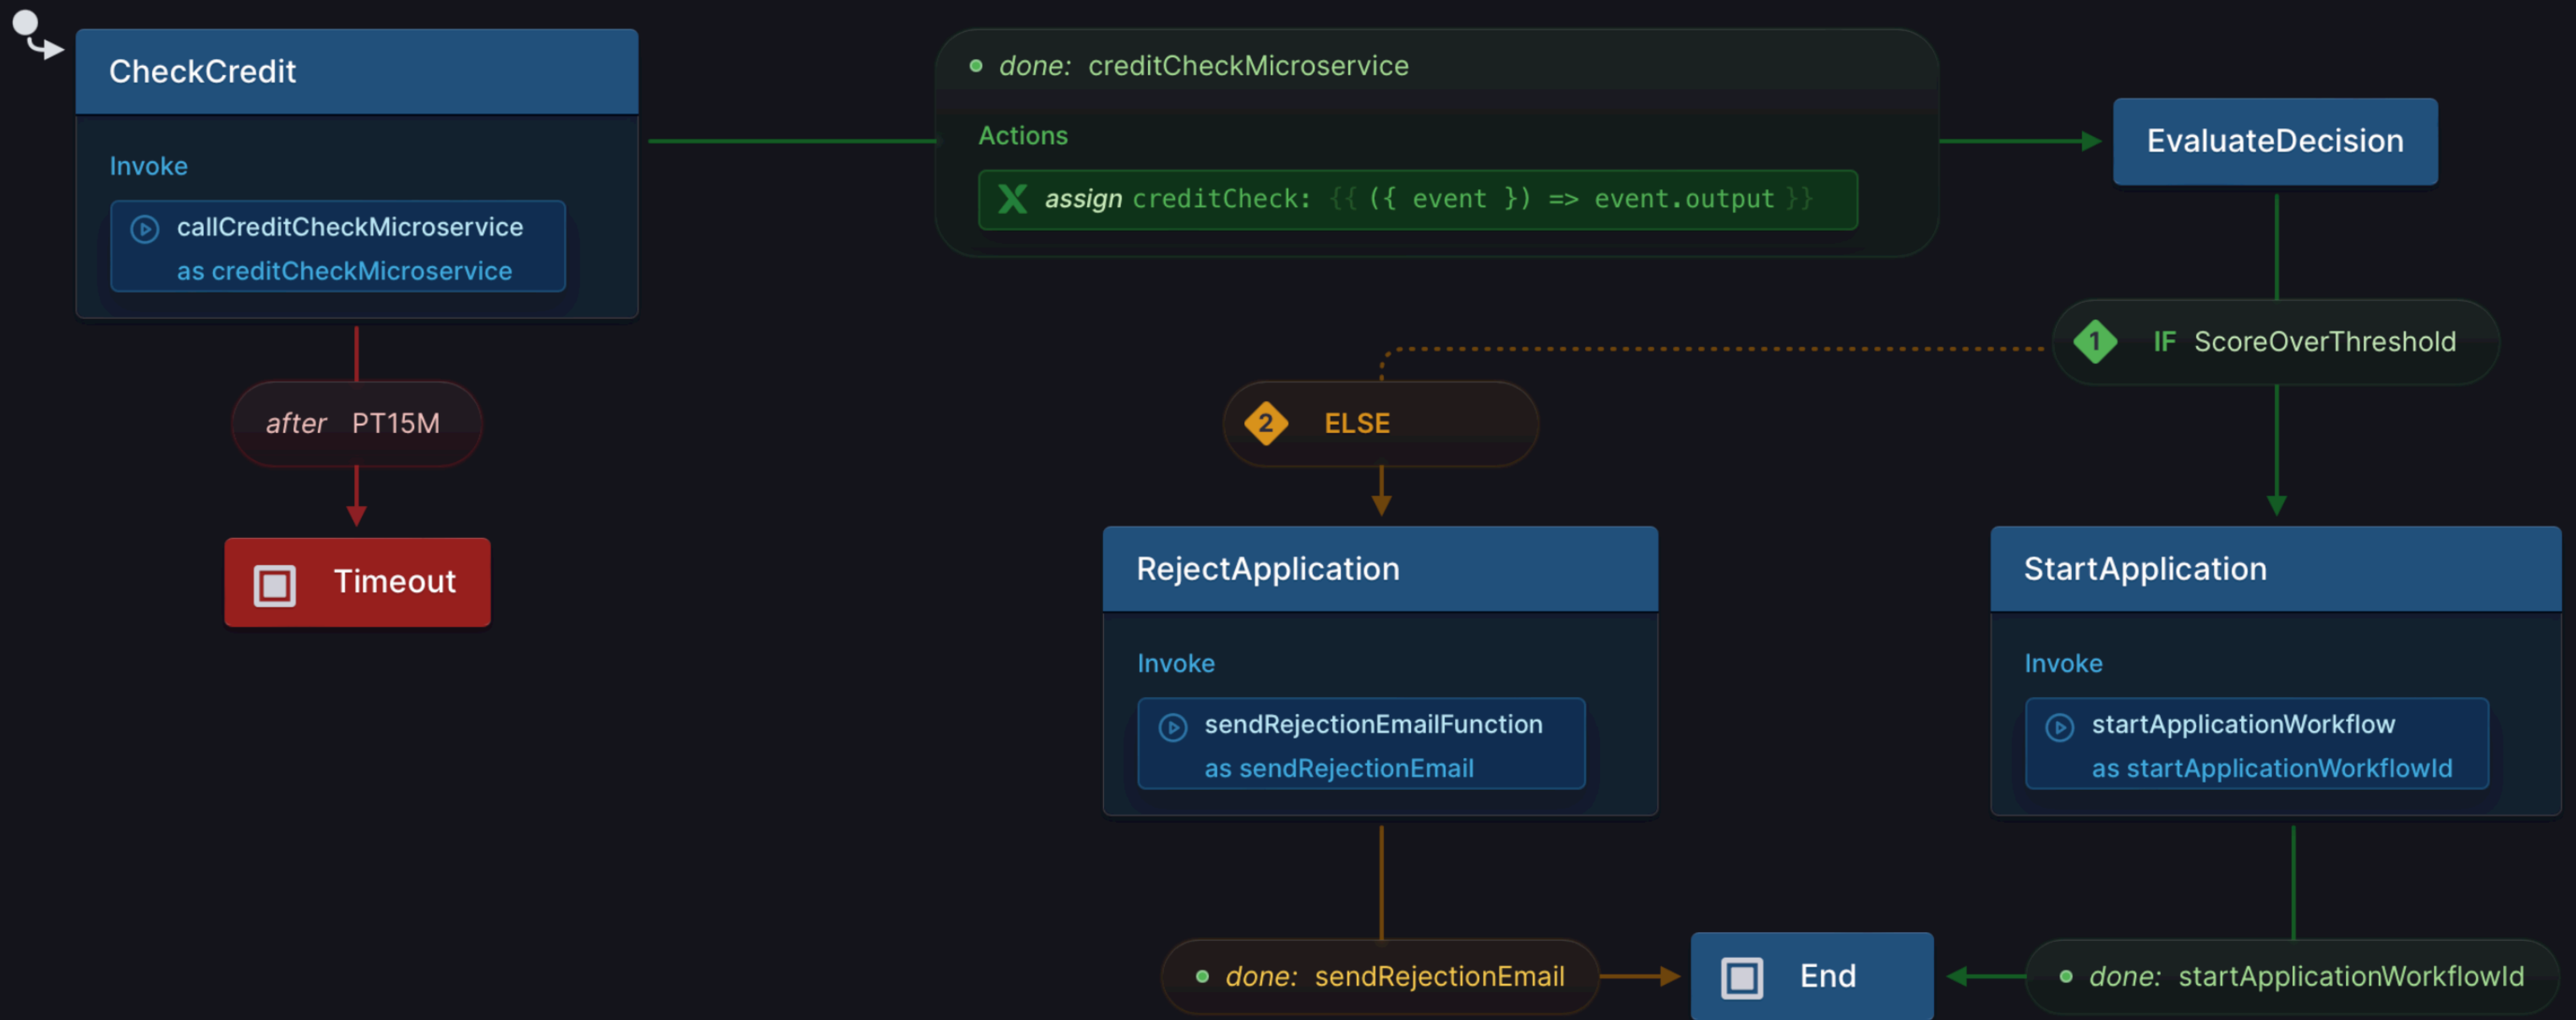 CheckCredit
Invoke
callCreditCheckMicroservice
as creditCheckMicroservice
done: creditCheckMicroservice
Actions
assign creditCheck: {{ ({ event }) => event.output }}
EvaluateDecision
1 IF ScoreOverThreshold
2 ELSE
after PT15M
Timeout
RejectApplication
Invoke
sendRejectionEmailFunction
as sendRejectionEmail
StartApplication
Invoke
startApplicationWorkflow
as startApplicationWorkflowId
done: sendRejectionEmail
End
done: startApplicationWorkflowId